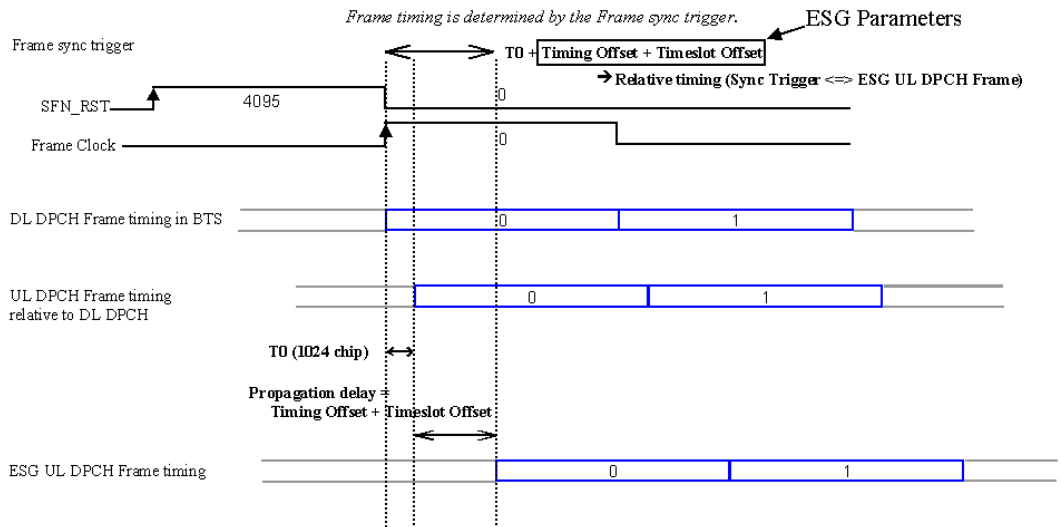 Frame timing is determined by the Frame sync trigger.
ESG Parameters
Frame sync trigger
T0 + Timing Offset + Timeslot Offset
➔ Relative timing (Sync Trigger <=> ESG UL DPCH Frame)
SFN_RST
4095
0
Frame Clock
0
DL DPCH Frame timing in BTS
0
1
UL DPCH Frame timing
relative to DL DPCH
0
1
T0 (1024 chip)
Propagation delay =
Timing Offset + Timeslot Offset
ESG UL DPCH Frame timing
0
1